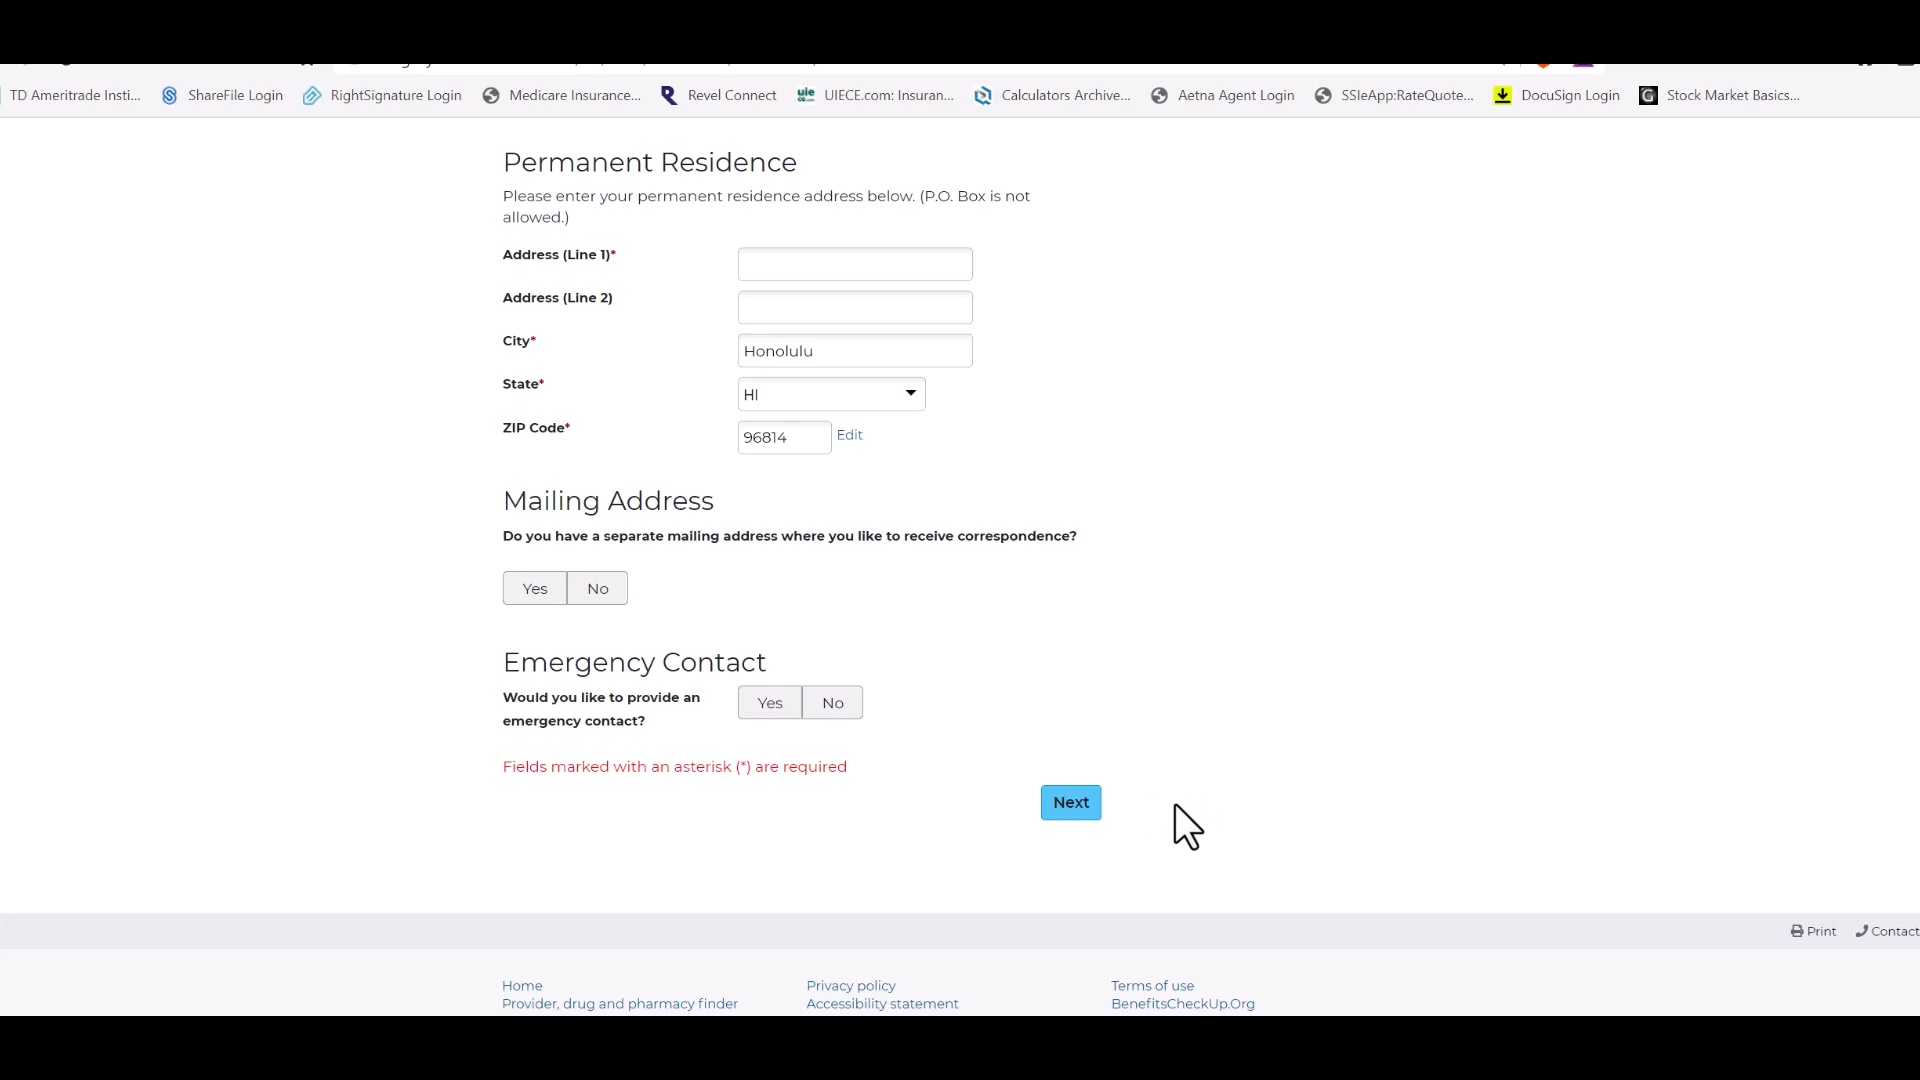 TD Ameritrade Insti... ShareFile Login RightSignature Login Medicare Insurance... Revel Connect UIECE.com: Insuran... Calculators Archive... Aetna Agent Login SSIeApp:RateQuote... DocuSign Login Stock Market Basics...
Permanent Residence
Please enter your permanent residence address below. (P.O. Box is not
allowed.)
Address (Line 1)*
Address (Line 2)
City* Honolulu
State* HI
ZIP Code* 96814 Edit
Mailing Address
Do you have a separate mailing address where you like to receive correspondence?
Yes No
Emergency Contact
Would you like to provide an
emergency contact?
Yes No
Fields marked with an asterisk (*) are required
Next
Print Contact
Home Privacy policy Terms of use
Provider, drug and pharmacy finder Accessibility statement BenefitsCheckUp.Org